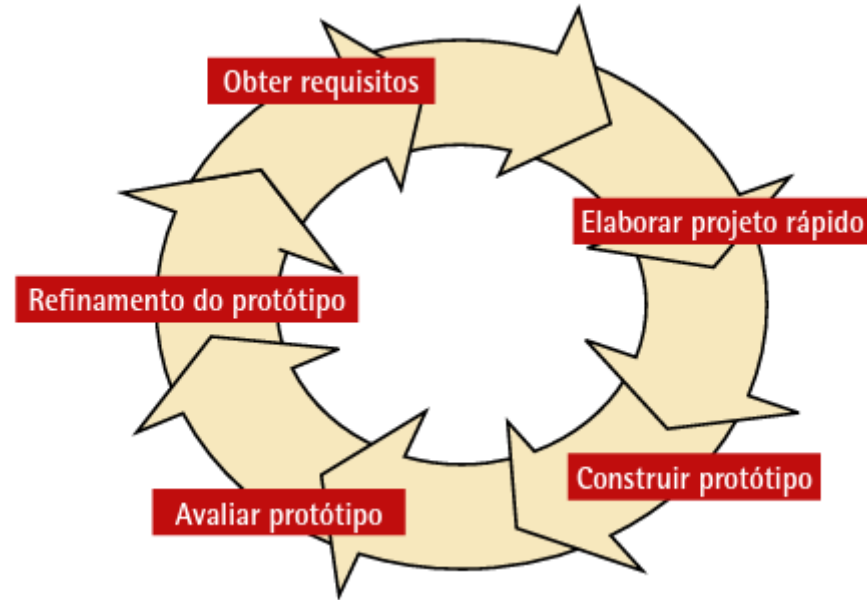 Obter requisitos
Elaborar projeto rápido
Refinamento do protótipo
Construir protótipo
Avaliar protótipo